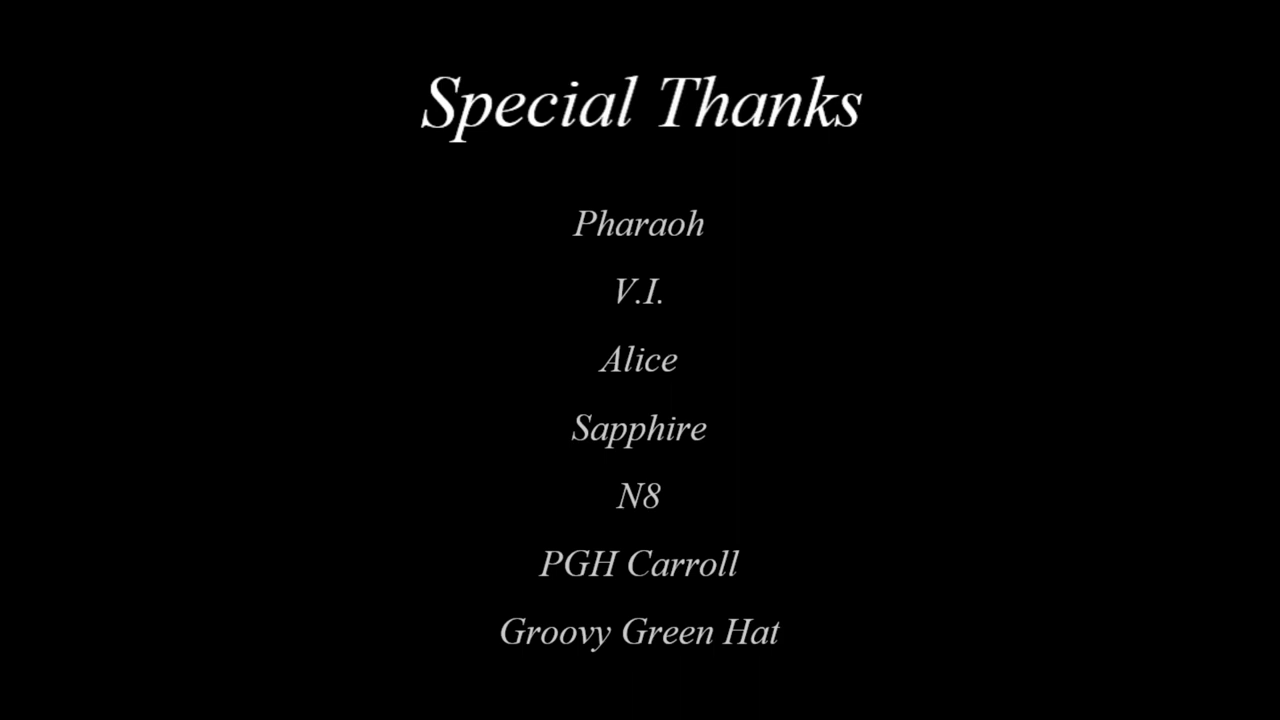 Special Thanks
Pharaoh
V.I.
Alice
Sapphire
N8
PGH Carroll
Groovy Green Hat